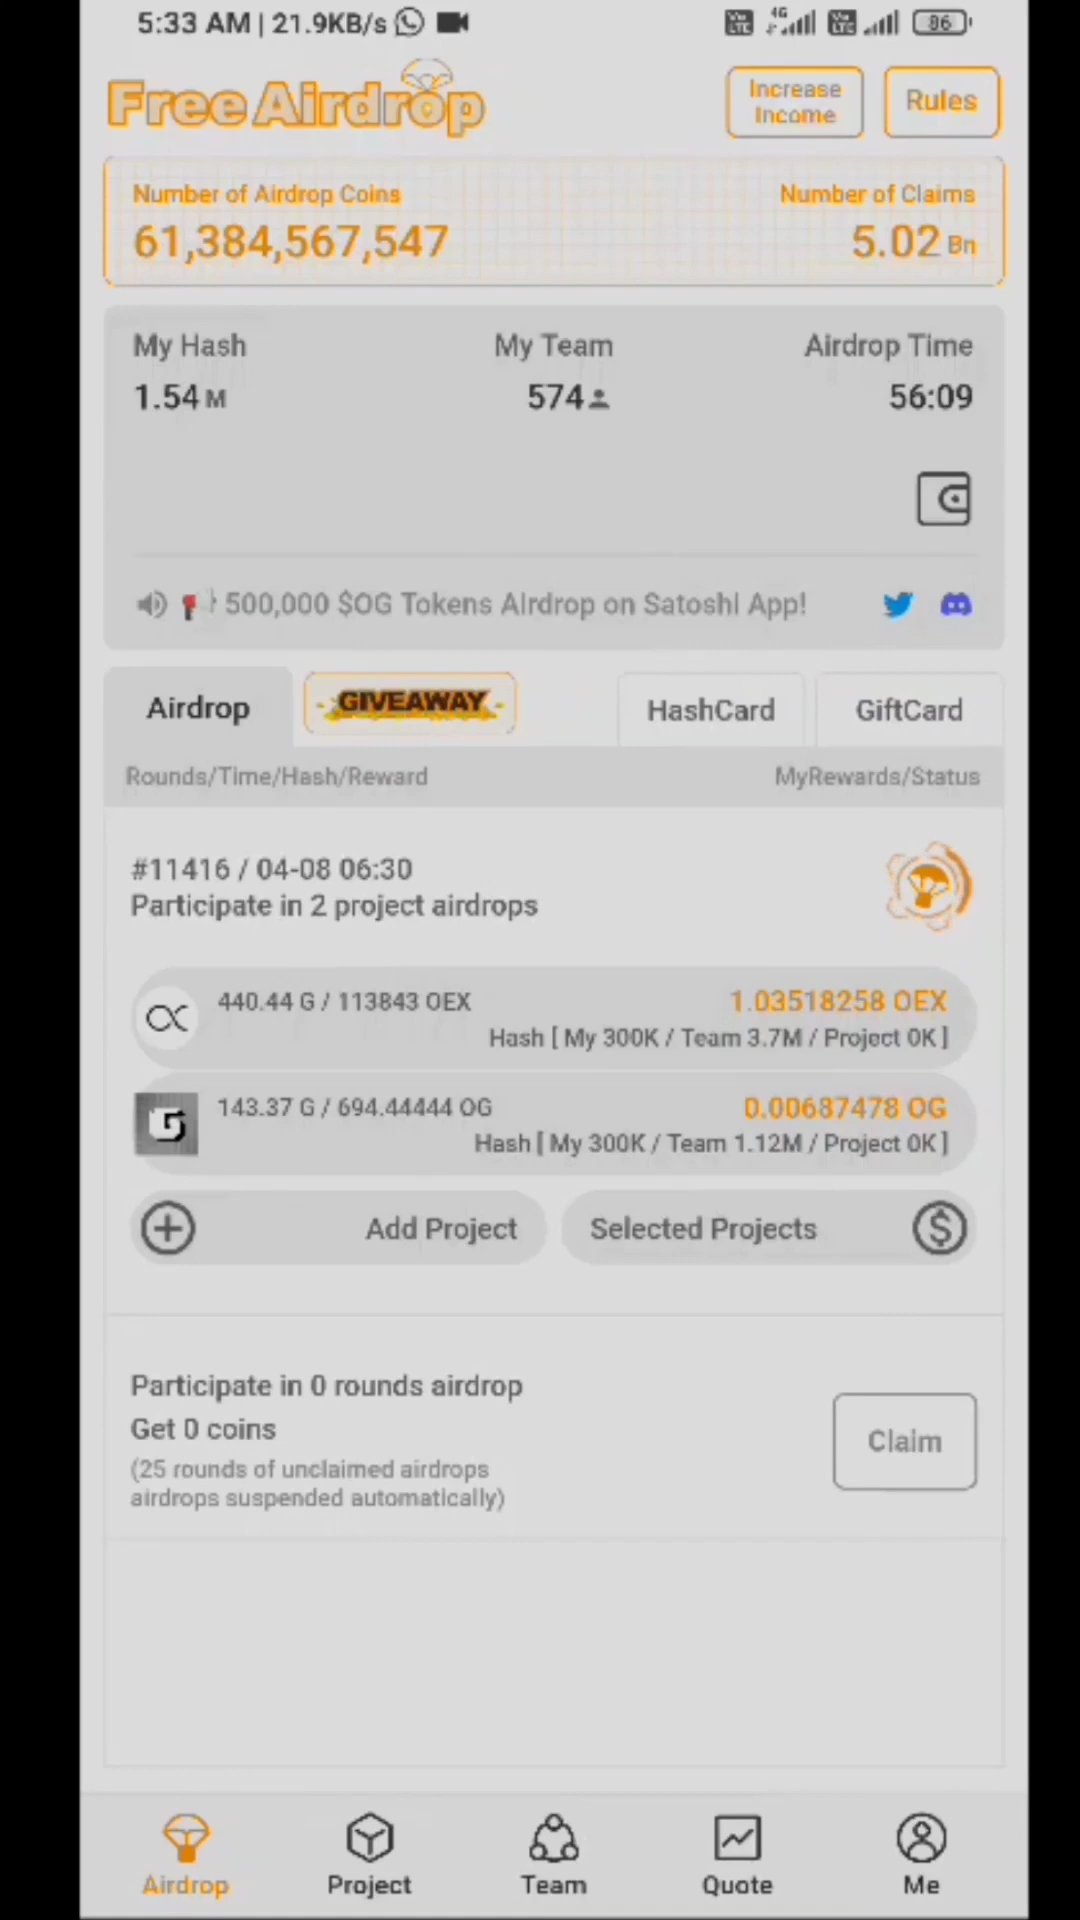 5:33 AM | 21.9KB/s
4G
86
Free Airdrop
Increase
Income
Rules
Number of Airdrop Coins
Number of Claims
61,384,567,547
5.02 Bn
My Hash
My Team
Airdrop Time
1.54 M
574
56:09
500,000 $OG Tokens Airdrop on Satoshi App!
Airdrop
GIVEAWAY
HashCard
GiftCard
Rounds/Time/Hash/Reward
MyRewards/Status
#11416 / 04-08 06:30
Participate in 2 project airdrops
440.44 G / 113843 OEX
1.03518258 OEX
Hash [ My 300K / Team 3.7M / Project 0K ]
143.37 G / 694.44444 OG
0.00687478 OG
Hash [ My 300K / Team 1.12M / Project 0K ]
Add Project
Selected Projects
Participate in 0 rounds airdrop
Get 0 coins
(25 rounds of unclaimed airdrops
airdrops suspended automatically)
Claim
Airdrop
Project
Team
Quote
Me